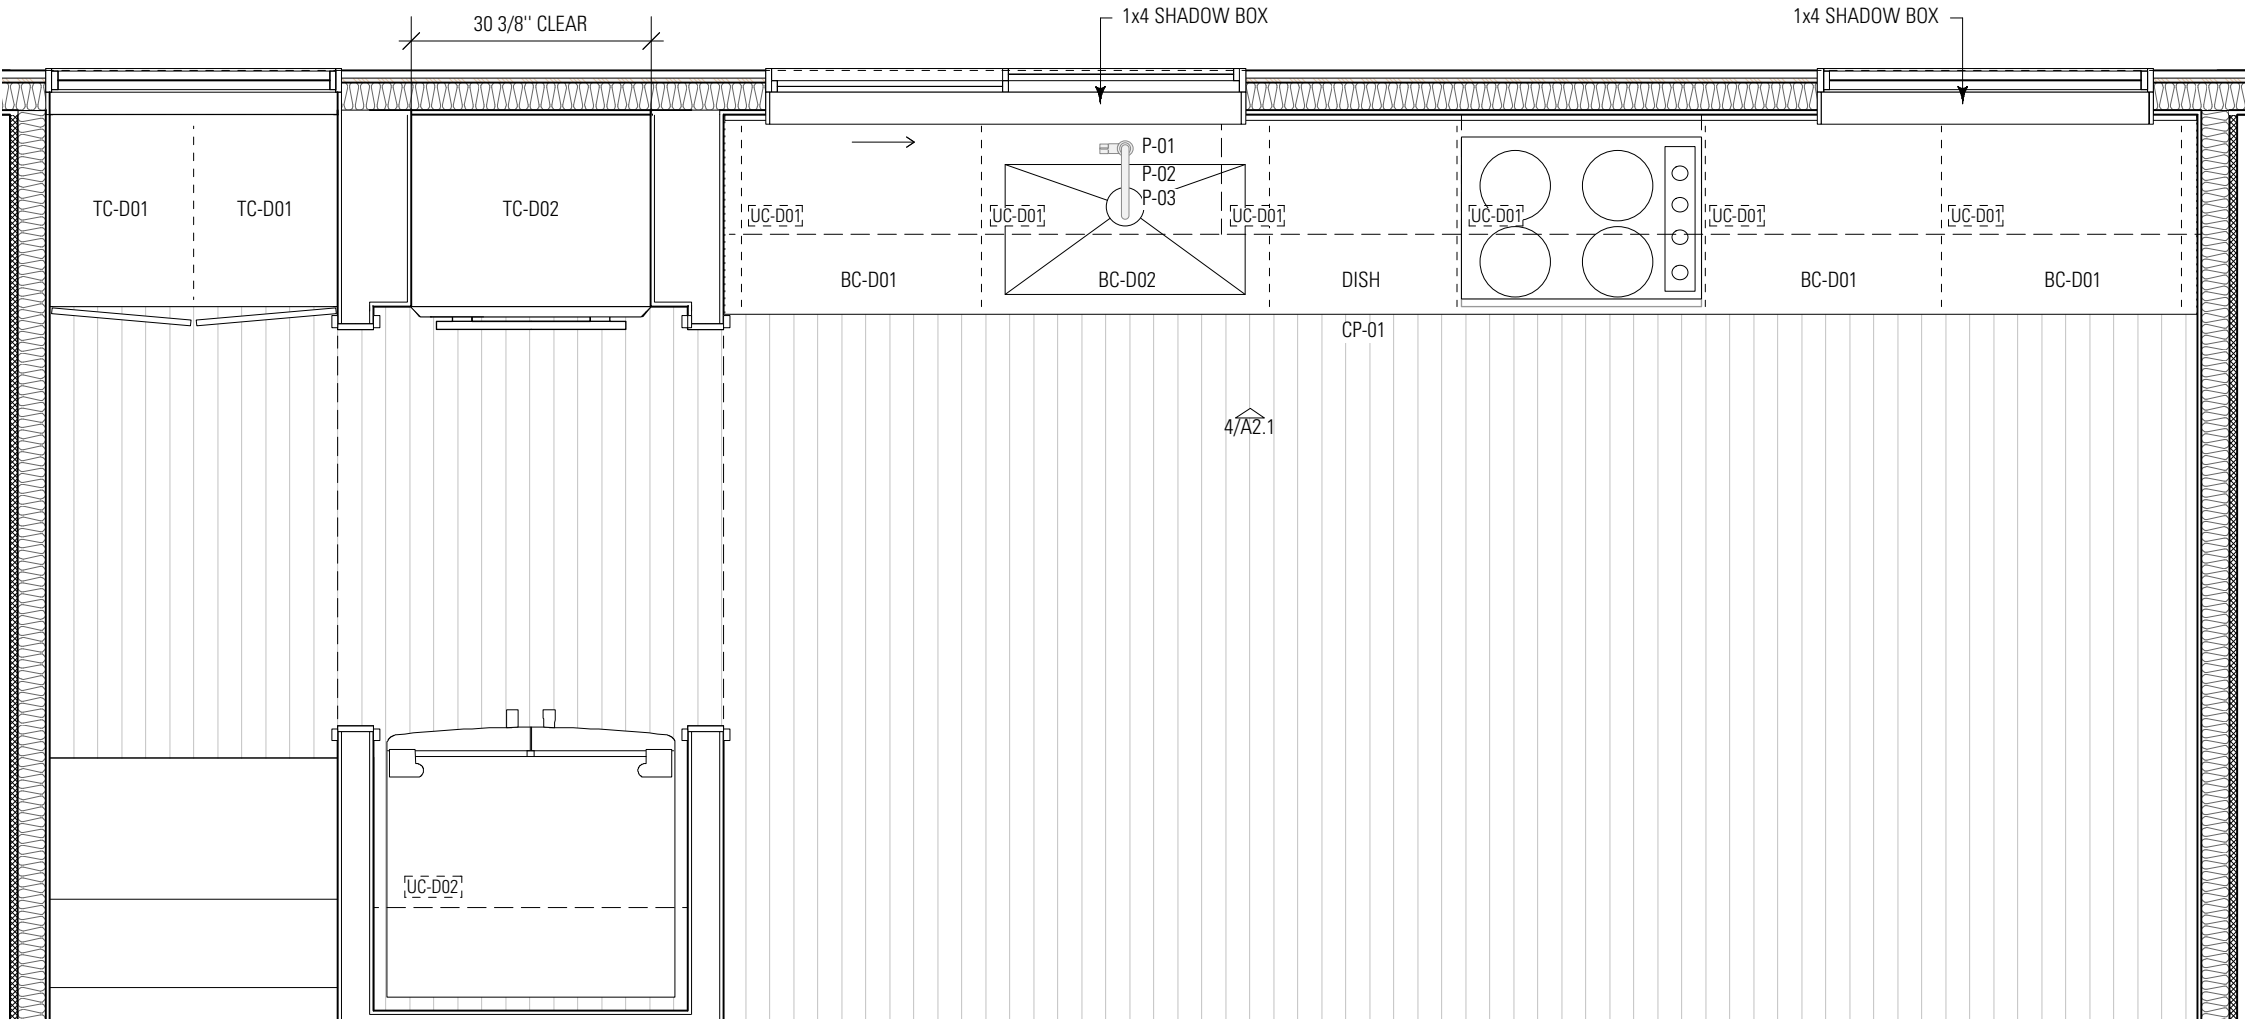 30 3/8'' CLEAR
1x4 SHADOW BOX
1x4 SHADOW BOX
P-01
P-02
P-03
TC-D01
TC-D01
TC-D02
UC-D01
UC-D01
UC-D01
UC-D01
UC-D01
UC-D01
BC-D01
BC-D02
DISH
BC-D01
BC-D01
CP-01
4/A2.1
UC-D02